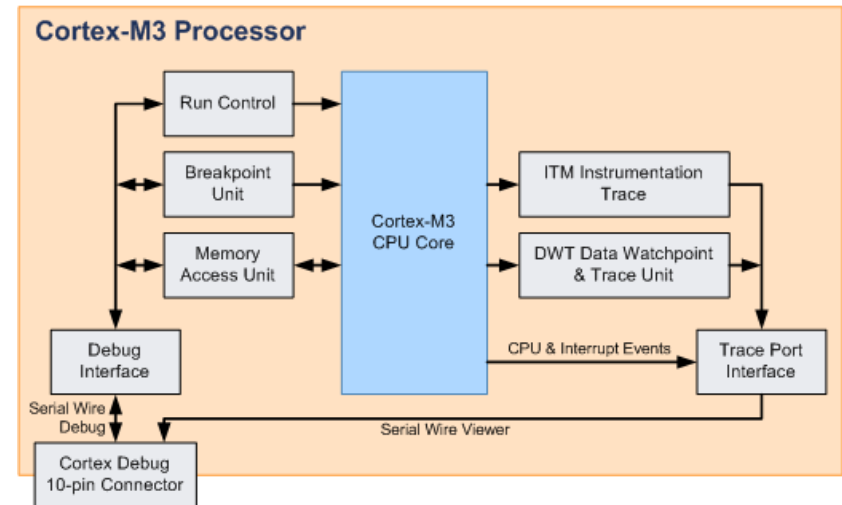 Cortex-M3 Processor
Run Control
Breakpoint
Unit
Memory
Access Unit
Cortex-M3
CPU Core
ITM Instrumentation
Trace
DWT Data Watchpoint
& Trace Unit
CPU & Interrupt Events
Debug
Interface
Trace Port
Interface
Serial Wire
Debug
Serial Wire Viewer
Cortex Debug
10-pin Connector